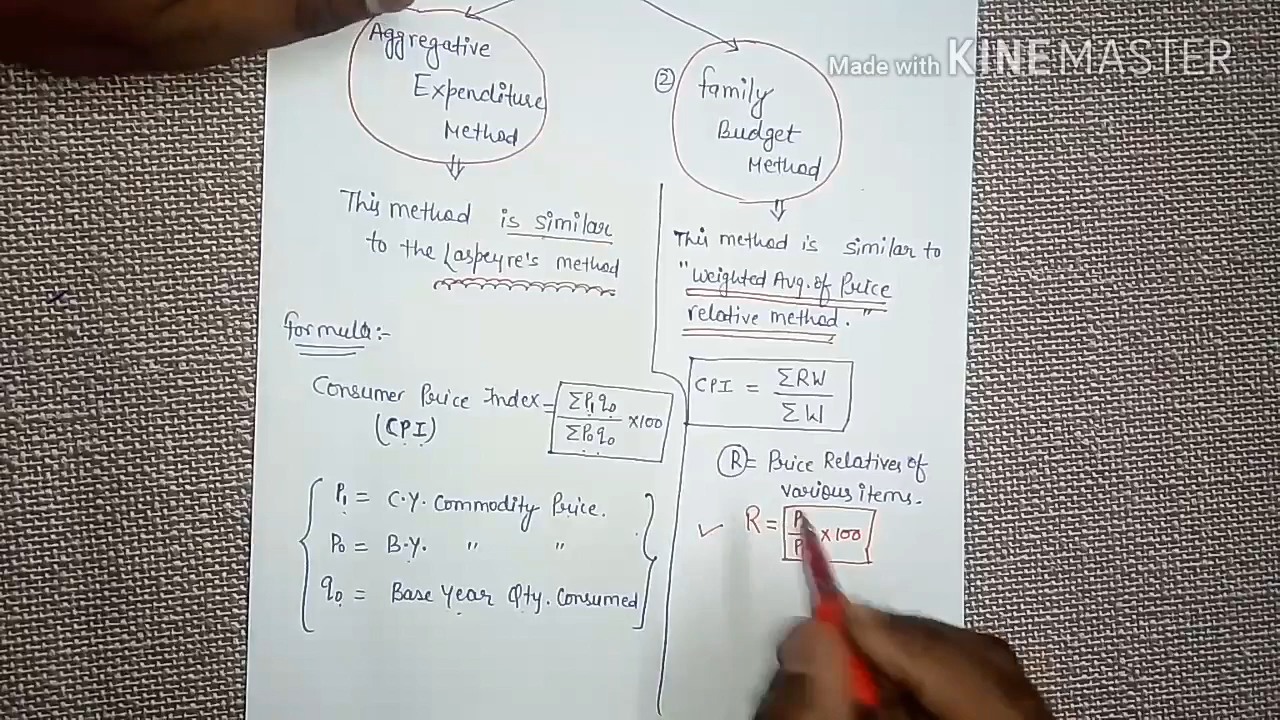 Made with KINEMASTER
Aggregative
Expenditure
Method
② Family
Budget
Method
This method is similar
to the Laspeyre's method
formula:-
Consumer Price Index = ΣP₁q₀ / ΣP₀q₀ ×100
(CPI)
P₁ = C.Y. Commodity Price.
P₀ = B.Y. " "
q₀ = Base Year Qty. Consumed
This method is similar to
"Weighted Avg. of Price
relative method."
CPI = ΣRW / ΣW
R = Price Relatives of
various items.
✓ R = P / P ×100